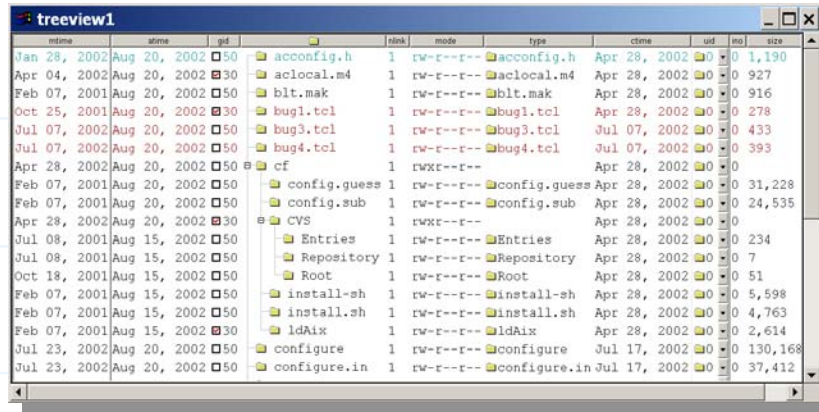 treeview1
mtime atime gid nlink mode type ctime uid ino size
Jan 28, 2002 Aug 20, 2002 50 acconfig.h 1 rw-r--r-- acconfig.h Apr 28, 2002 0 0 1,190
Apr 04, 2002 Aug 20, 2002 30 aclocal.m4 1 rw-r--r-- aclocal.m4 Apr 28, 2002 0 0 927
Feb 07, 2001 Aug 20, 2002 50 blt.mak 1 rw-r--r-- blt.mak Apr 28, 2002 0 0 916
Oct 25, 2001 Aug 20, 2002 30 bug1.tcl 1 rw-r--r-- bug1.tcl Apr 28, 2002 0 0 278
Jul 07, 2002 Aug 20, 2002 50 bug3.tcl 1 rw-r--r-- bug3.tcl Jul 07, 2002 0 0 433
Jul 07, 2002 Aug 20, 2002 50 bug4.tcl 1 rw-r--r-- bug4.tcl Jul 07, 2002 0 0 393
Apr 28, 2002 Aug 20, 2002 50 cf 1 rwxr--r-- Apr 28, 2002 0 0
Feb 07, 2001 Aug 20, 2002 50 config.guess 1 rw-r--r-- config.guess Apr 28, 2002 0 0 31,228
Feb 07, 2001 Aug 20, 2002 50 config.sub 1 rw-r--r-- config.sub Apr 28, 2002 0 0 24,535
Apr 28, 2002 Aug 20, 2002 30 CVS 1 rwxr--r-- Apr 28, 2002 0 0
Jul 08, 2001 Aug 15, 2002 50 Entries 1 rw-r--r-- Entries Apr 28, 2002 0 0 234
Jul 08, 2001 Aug 15, 2002 50 Repository 1 rw-r--r-- Repository Apr 28, 2002 0 0 7
Oct 18, 2001 Aug 15, 2002 50 Root 1 rw-r--r-- Root Apr 28, 2002 0 0 51
Feb 07, 2001 Aug 15, 2002 50 install-sh 1 rw-r--r-- install-sh Apr 28, 2002 0 0 5,598
Feb 07, 2001 Aug 15, 2002 50 install.sh 1 rw-r--r-- install.sh Apr 28, 2002 0 0 4,763
Feb 07, 2001 Aug 15, 2002 30 ldAix 1 rw-r--r-- ldAix Apr 28, 2002 0 0 2,614
Jul 23, 2002 Aug 20, 2002 50 configure 1 rw-r--r-- configure Jul 17, 2002 0 0 130,168
Jul 23, 2002 Aug 20, 2002 50 configure.in 1 rw-r--r-- configure.in Jul 17, 2002 0 0 37,412